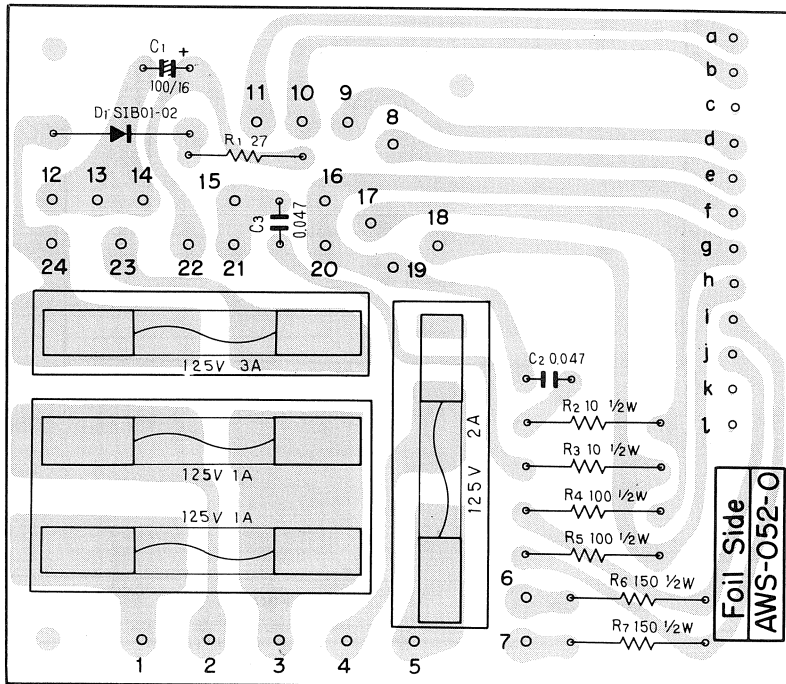 C1 +
100/16
D1 SIB01-02
R1 27
11 10 9
8
12 13 14 15 16
17
18
C3
0.047
24 23 22 21 20 19
125V 3A
125V 1A
125V 1A
125V 2A
C2 0.047
R2 10 1/2W
R3 10 1/2W
R4 100 1/2W
R5 100 1/2W
R6 150 1/2W
R7 150 1/2W
6
7
1 2 3 4 5
a
b
c
d
e
f
g
h
i
j
k
l
Foil Side
AWS-052-0